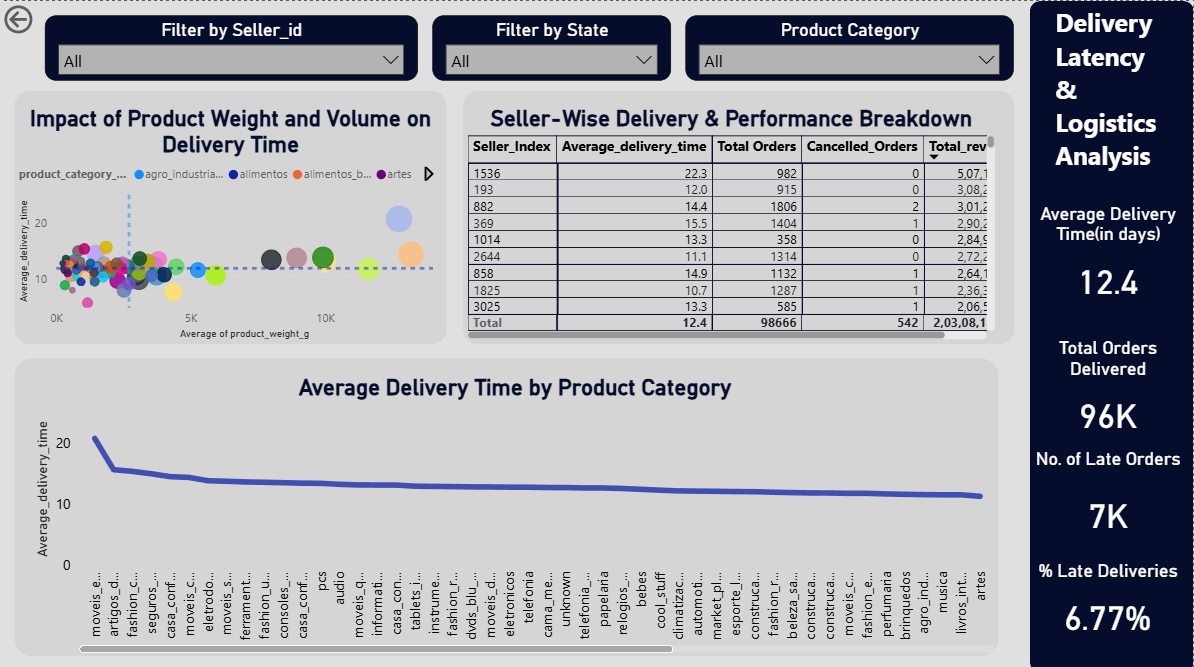 Filter by Seller_id
All
Filter by State
All
Product Category
All
Delivery
Latency
&
Logistics
Analysis
Impact of Product Weight and Volume on
Delivery Time
product_category_... agro_industria... alimentos alimentos_b... artes
Average_delivery_time
20
10
0K 5K 10K
Average of product_weight_g
Seller-Wise Delivery & Performance Breakdown
Seller_Index Average_delivery_time Total Orders Cancelled_Orders Total_rev
1536 22.3 982 0 5,07,1
193 12.0 915 0 3,08,2
882 14.4 1806 2 3,01,2
369 15.5 1404 1 2,90,2
1014 13.3 358 0 2,84,9
2644 11.1 1314 0 2,72,2
858 14.9 1132 1 2,64,1
1825 10.7 1287 1 2,36,3
3025 13.3 585 1 2,06,5
Total 12.4 98666 542 2,03,08,1
Average Delivery
Time(in days)
12.4
Total Orders
Delivered
96K
No. of Late Orders
7K
% Late Deliveries
6.77%
Average Delivery Time by Product Category
Average_delivery_time
20
10
0
moveis_e...
artigos_d...
fashion_c...
seguros_...
casa_conf...
moveis_c...
eletrodo...
moveis_s...
ferrament...
fashion_u...
consoles_...
casa_conf...
pcs
audio
moveis_q...
informati...
casa_con...
tablets_i...
instrume...
fashion_r...
dvds_blu_...
moveis_d...
eletronicos
telefonia
cama_me...
unknown
telefonia_...
papelaria
relogios_...
bebes
cool_stuff
climatizac...
automoti...
market_pl...
esporte_l...
construca...
fashion_r...
beleza_sa...
construca...
construca...
moveis_c...
fashion_e...
perfumaria
brinquedos
agro_ind...
musica
livros_int...
artes